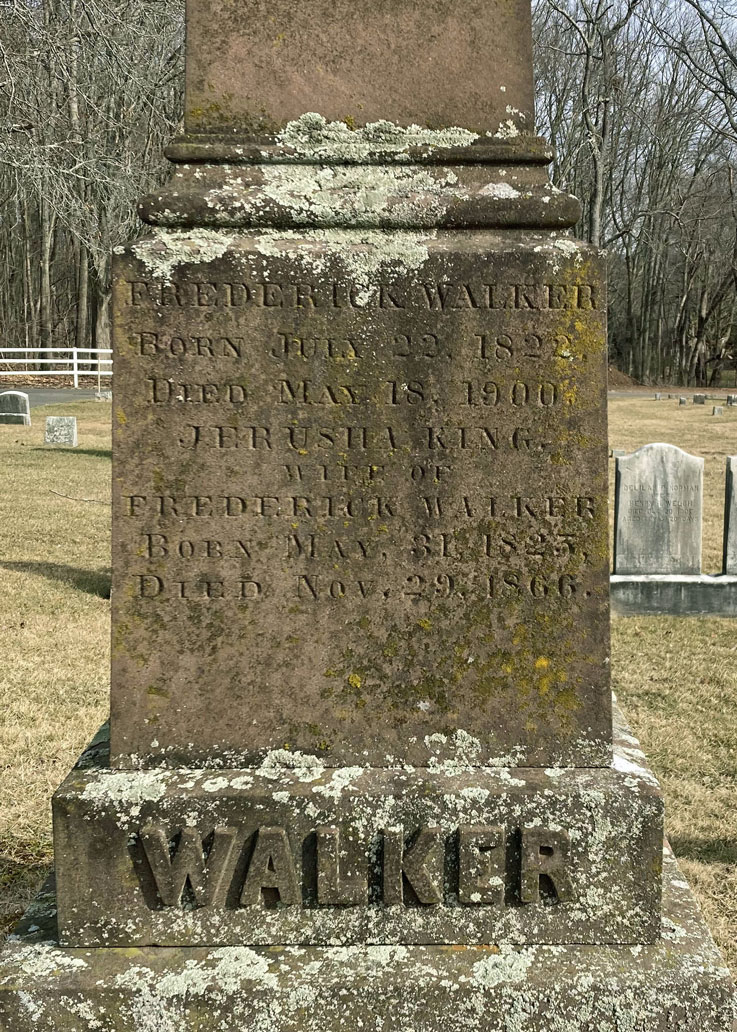 FREDERICK WALKER
BORN JULY 22, 1822,
DIED MAY 18, 1900
JERUSHA KING,
WIFE OF
FREDERICK WALKER
BORN MAY, 31, 1825,
DIED NOV, 29, 1866.
WALKER